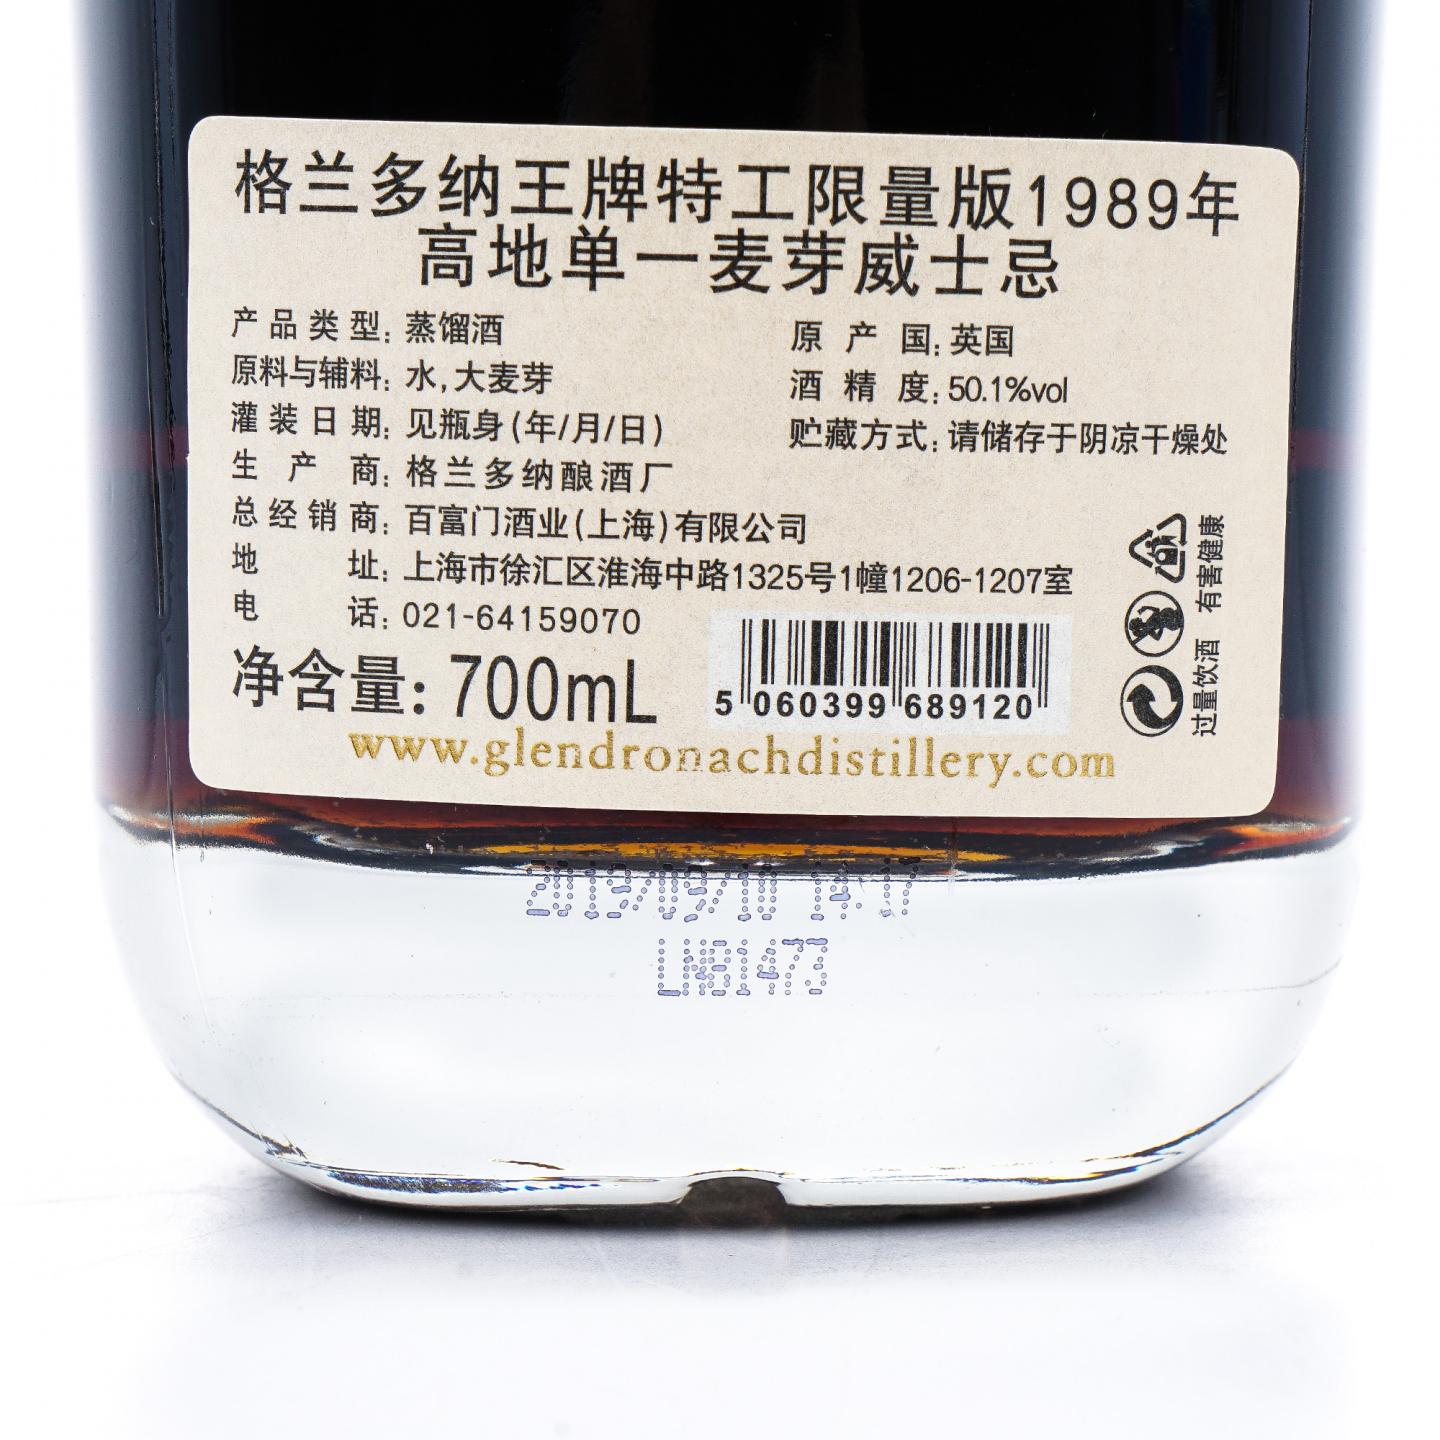 格兰多纳王牌特工限量版1989年
高地单一麦芽威士忌
产品类型: 蒸馏酒
原产国: 英国
原料与辅料: 水,大麦芽
酒精度: 50.1%vol
灌装日期: 见瓶身(年/月/日)
贮藏方式: 请储存于阴凉干燥处
生产商: 格兰多纳酿酒厂
总经销商: 百富门酒业(上海)有限公司
地址: 上海市徐汇区淮海中路1325号1幢1206-1207室
电话: 021-64159070
净含量: 700mL
5 060399 689120
过量饮酒 有害健康
www.glendronachdistillery.com
2019/09/10 14:17